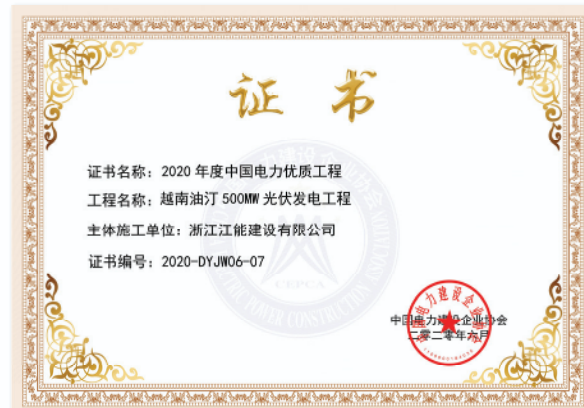 证书
证书名称：2020年度中国电力优质工程
工程名称：越南油汀500MW光伏发电工程
主体施工单位：浙江江能建设有限公司
证书编号：2020-DYJW06-07
CEPCA
中国电力建设企业协会
二零二零年六月